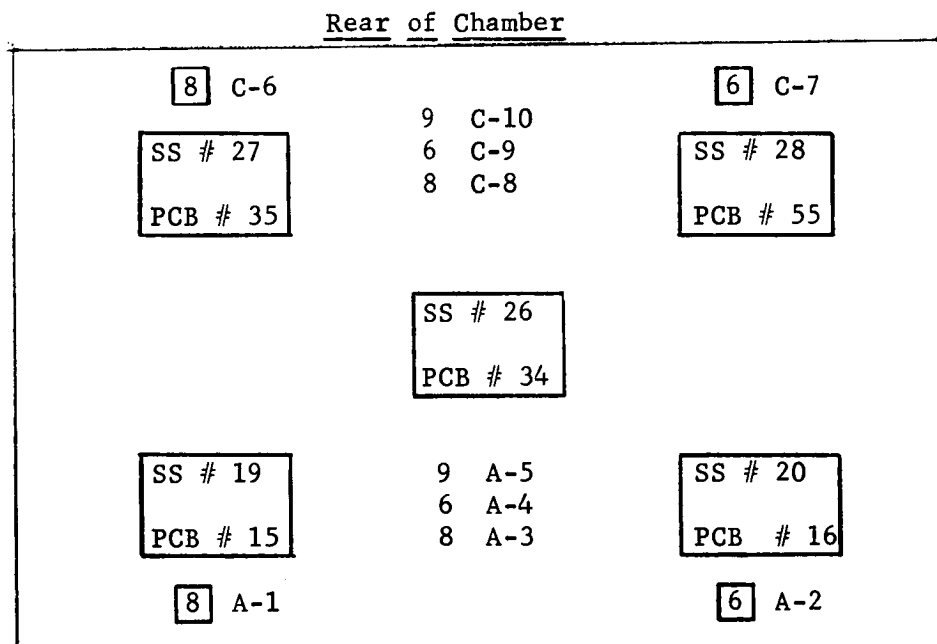 Rear of Chamber
8 C-6
6 C-7
9 C-10
6 C-9
8 C-8
SS # 27
PCB # 35
SS # 28
PCB # 55
SS # 26
PCB # 34
SS # 19
PCB # 15
9 A-5
6 A-4
8 A-3
SS # 20
PCB # 16
8 A-1
6 A-2